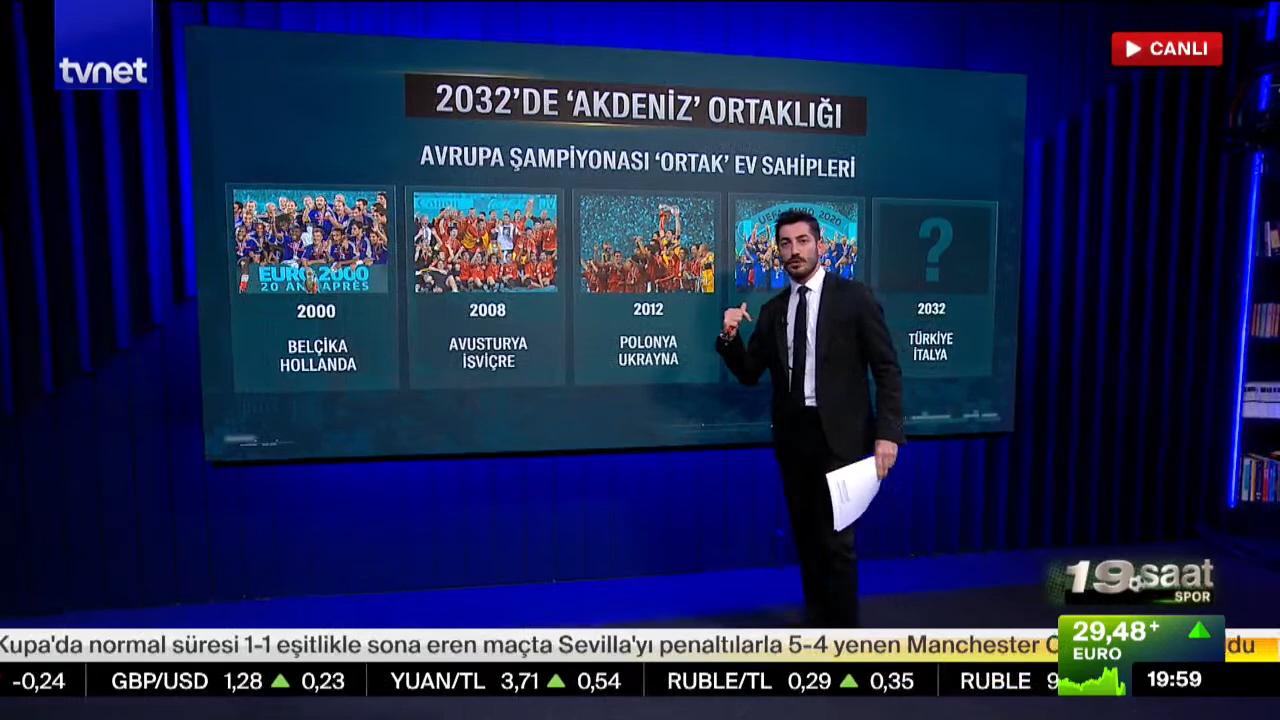 tvnet
CANLI
2032'DE 'AKDENİZ' ORTAKLIĞI
AVRUPA ŞAMPİYONASI 'ORTAK' EV SAHİPLERİ
EURO 2000
UEFA EURO 2020
?
2000
2008
2012
2032
BELÇİKA
HOLLANDA
AVUSTURYA
İSVİÇRE
POLONYA
UKRAYNA
TÜRKİYE
İTALYA
19.saat
SPOR
29,48+
EURO
Kupa'da normal süresi 1-1 eşitlikle sona eren maçta Sevilla'yı penaltılarla 5-4 yenen Manchester
-0,24 GBP/USD 1,28 0,23 YUAN/TL 3,71 0,54 RUBLE/TL 0,29 0,35 RUBLE
19:59